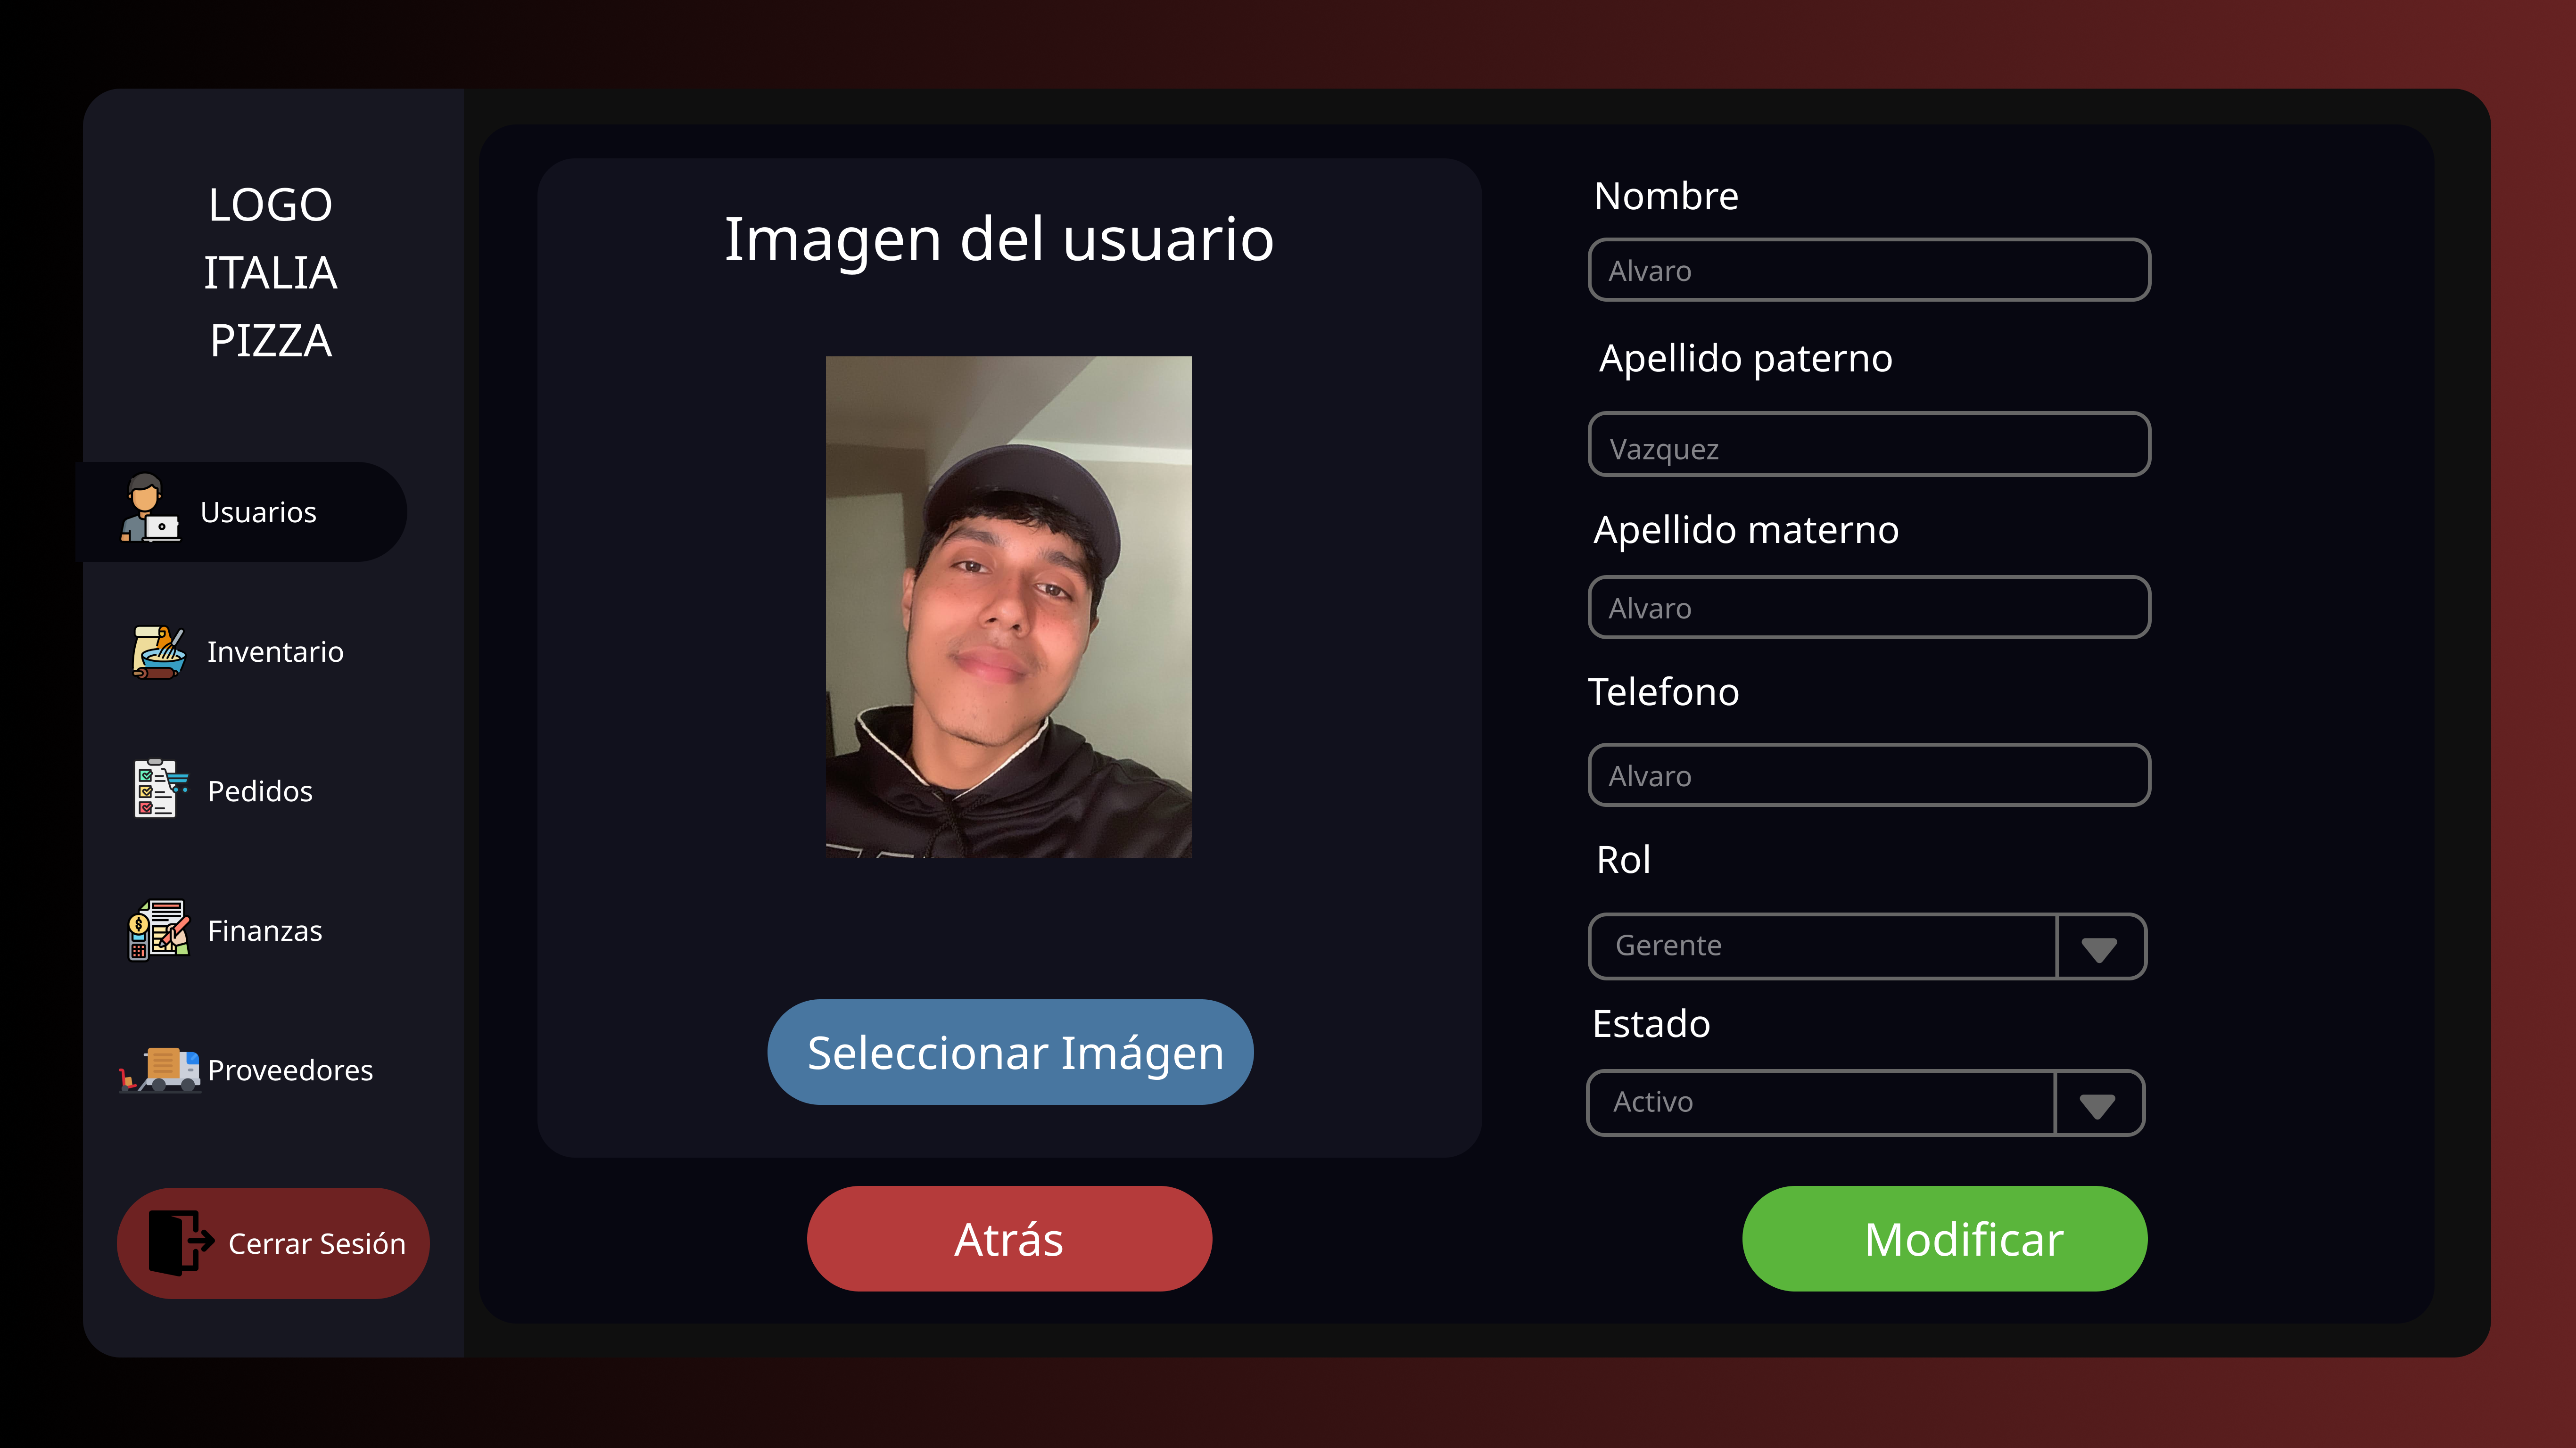 LOGO
ITALIA
PIZZA
Usuarios
Inventario
Pedidos
Finanzas
Proveedores
Cerrar Sesión
Imagen del usuario
Seleccionar Imágen
Atrás
Nombre
Alvaro
Apellido paterno
Vazquez
Apellido materno
Alvaro
Telefono
Alvaro
Rol
Gerente
Estado
Activo
Modificar